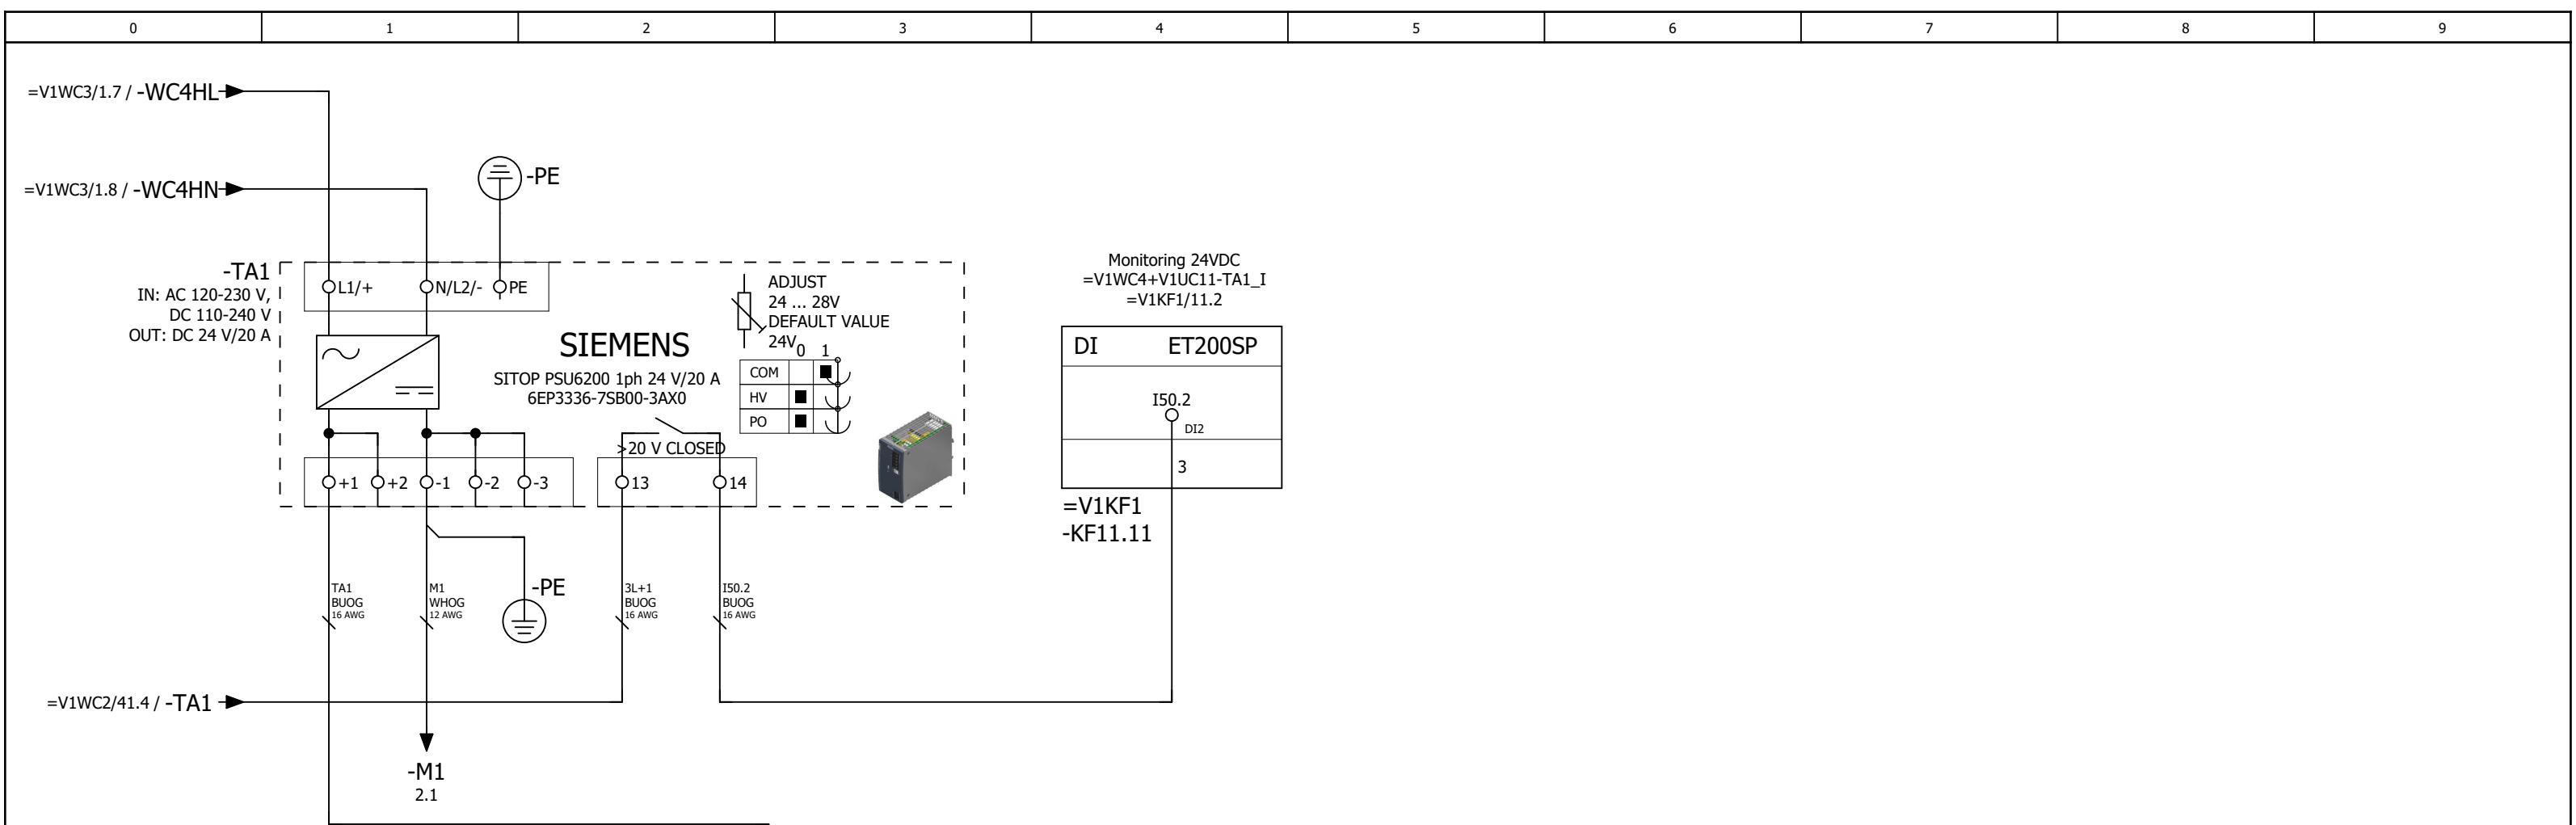 0 1 2 3 4 5 6 7 8 9
=V1WC3/1.7 / -WC4HL
=V1WC3/1.8 / -WC4HN
-PE
-TA1
IN: AC 120-230 V,
DC 110-240 V
OUT: DC 24 V/20 A
L1/+ N/L2/- PE
SIEMENS
SITOP PSU6200 1ph 24 V/20 A
6EP3336-7SB00-3AX0
ADJUST
24 ... 28V
DEFAULT VALUE
24V
0 1
COM
HV
PO
>20 V CLOSED
+1 +2 -1 -2 -3 13 14
Monitoring 24VDC
=V1WC4+V1UC11-TA1_I
=V1KF1/11.2
DI ET200SP
I50.2
DI2
3
=V1KF1
-KF11.11
TA1
BUOG
16 AWG
M1
WHOG
12 AWG
-PE
3L+1
BUOG
16 AWG
I50.2
BUOG
16 AWG
=V1WC2/41.4 / -TA1
-M1
2.1